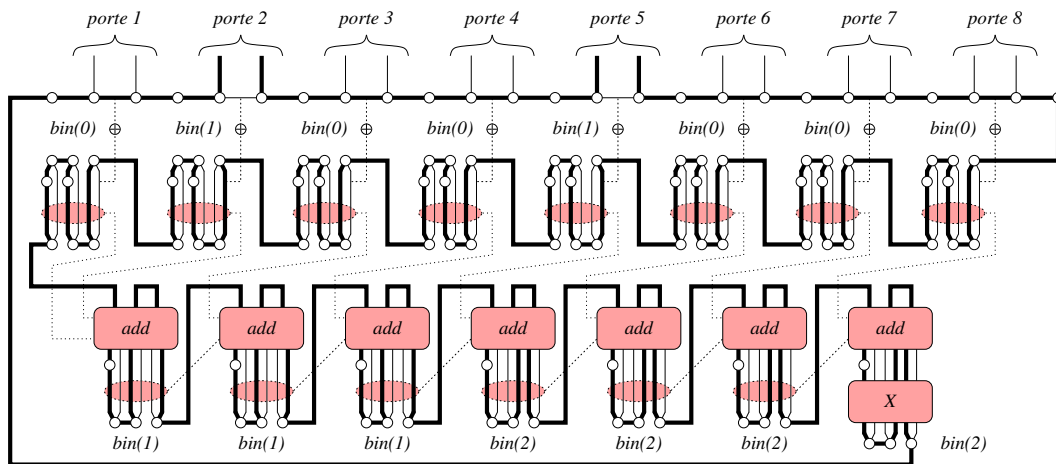 porte 1 porte 2 porte 3 porte 4 porte 5 porte 6 porte 7 porte 8
bin(0) bin(1) bin(0) bin(0) bin(1) bin(0) bin(0) bin(0)
add add add add add add add
X
bin(1) bin(1) bin(1) bin(2) bin(2) bin(2) bin(2)